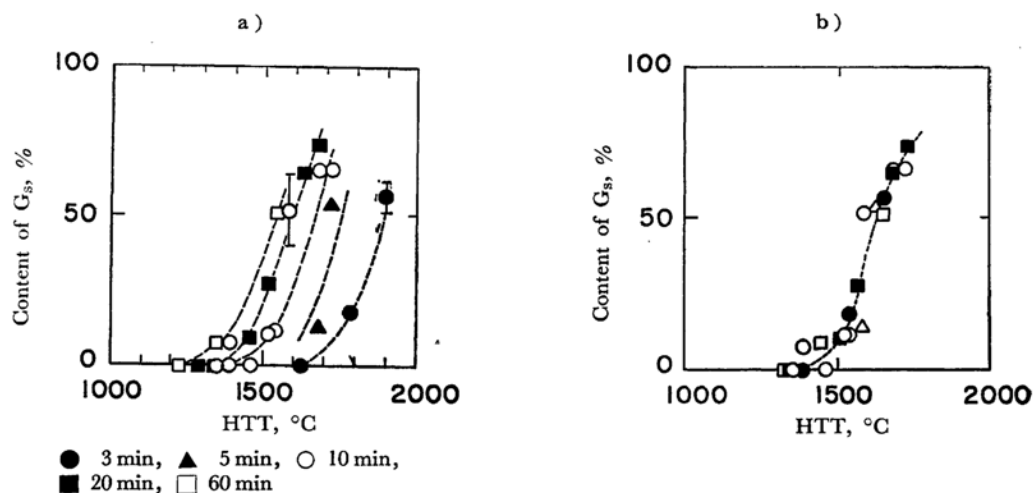 a )
b )
100
50
0
1000
1500
2000
Content of Gs, %
HTT, °C
100
50
0
1000
1500
2000
Content of Gs, %
HTT, °C
● 3 min, ▲ 5 min, ○ 10 min,
■ 20 min, □ 60 min